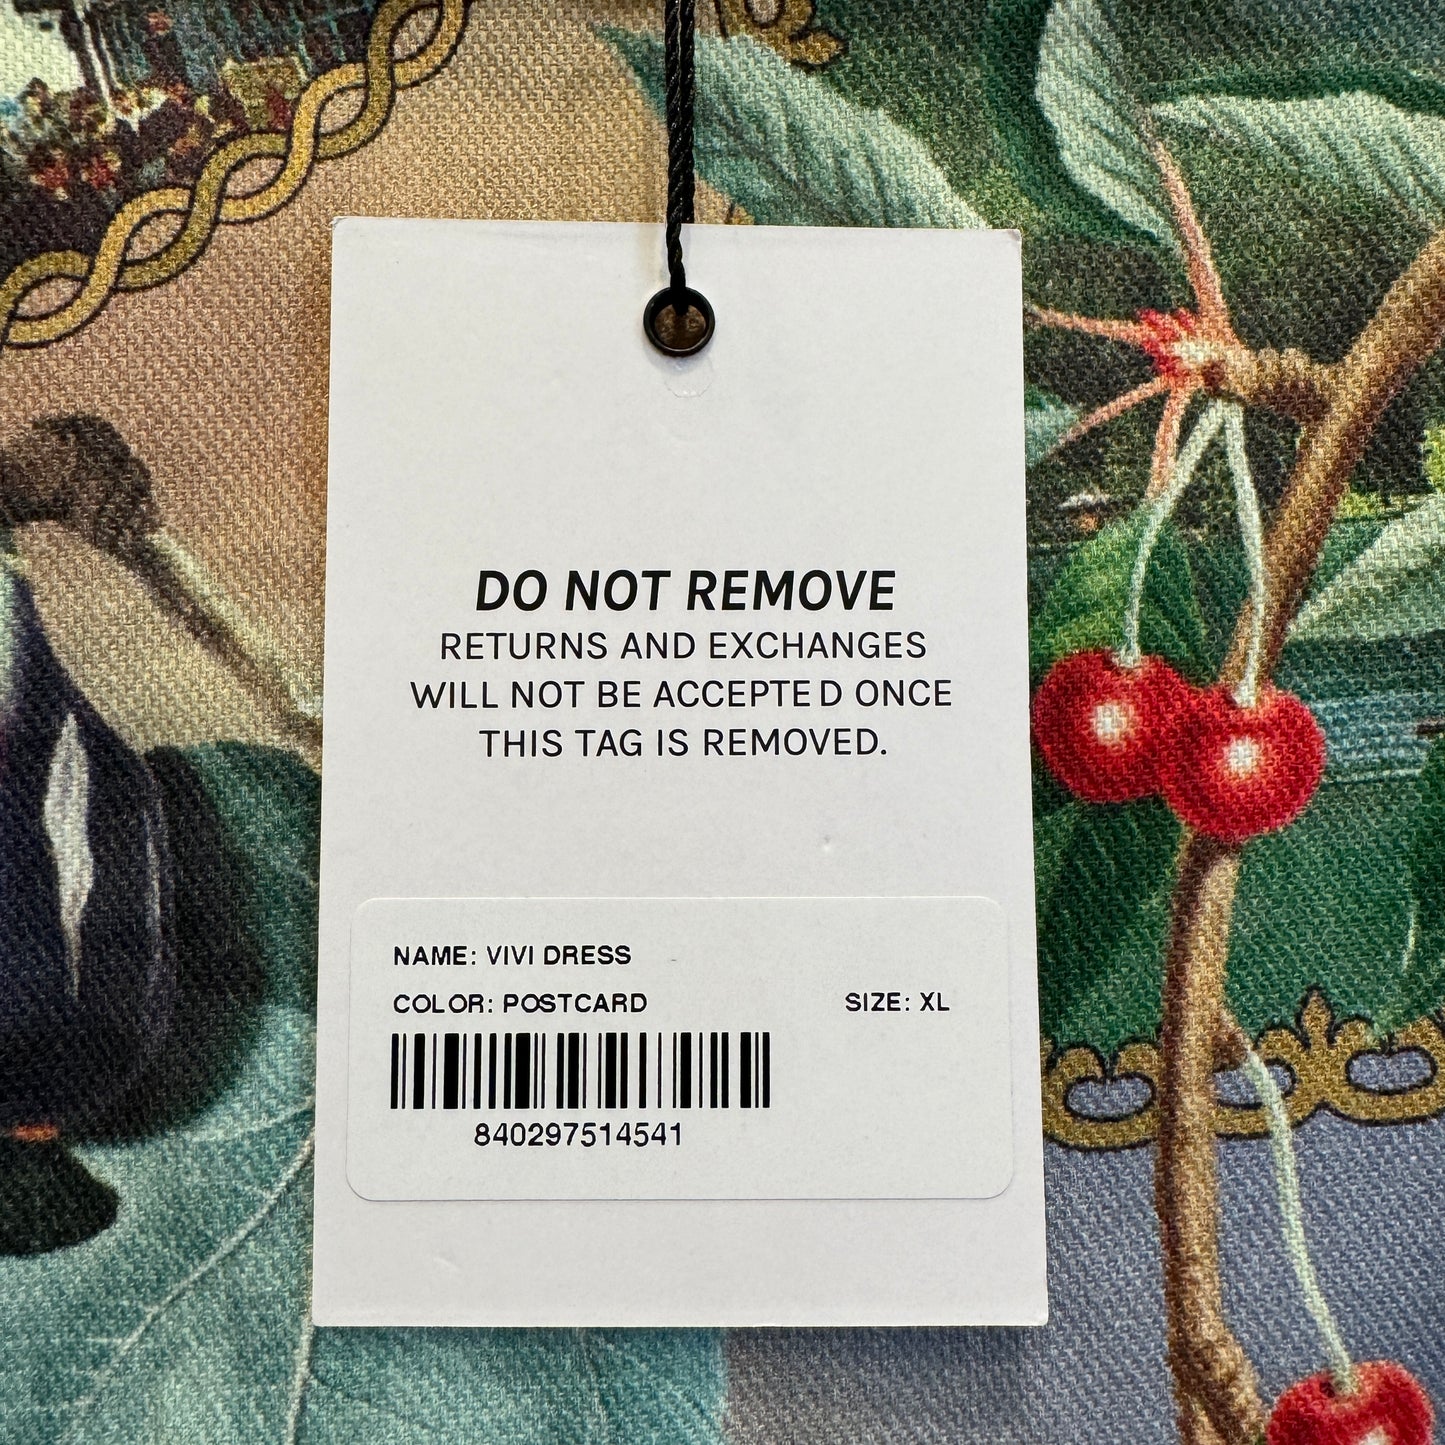 DO NOT REMOVE
RETURNS AND EXCHANGES
WILL NOT BE ACCEPTED ONCE
THIS TAG IS REMOVED.
NAME: VIVI DRESS
COLOR: POSTCARD SIZE: XL
840297514541